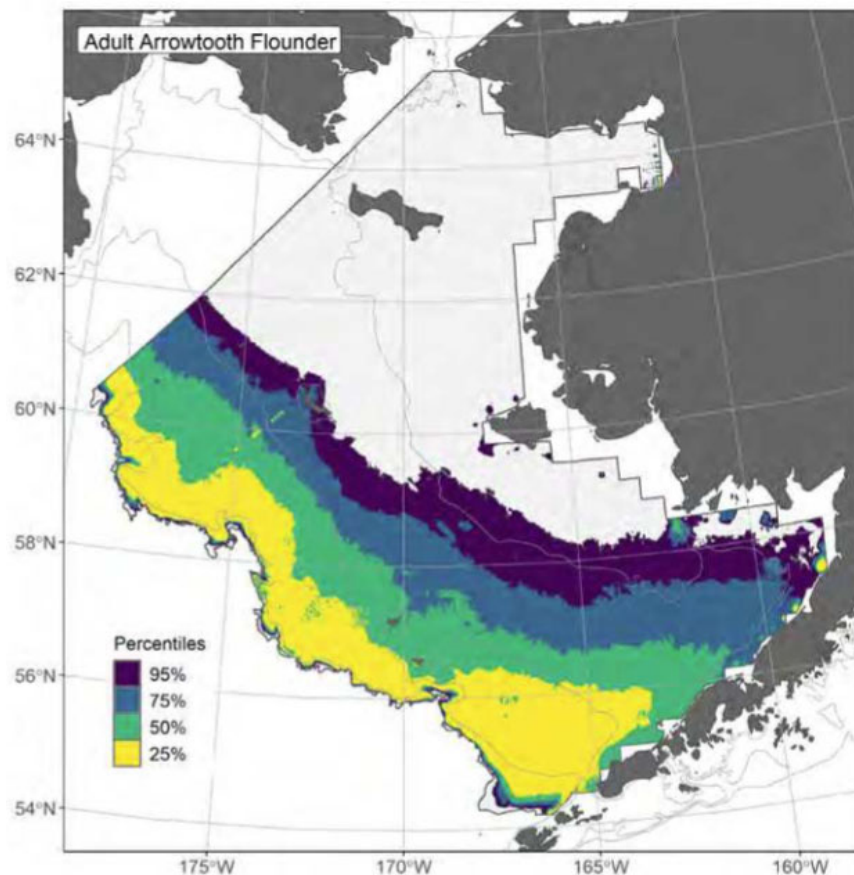 Adult Arrowtooth Flounder
64°N
62°N
60°N
58°N
56°N
54°N
Percentiles
95%
75%
50%
25%
175°W
170°W
165°W
160°W